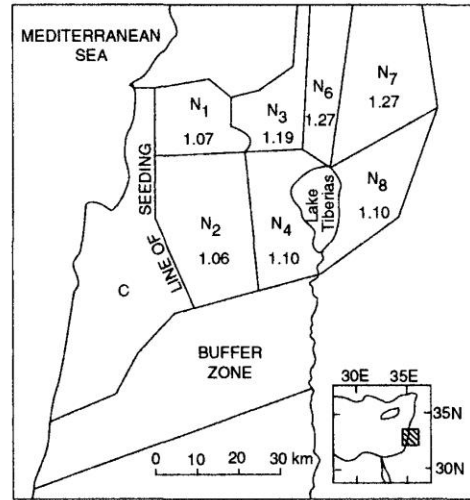 MEDITERRANEAN
SEA
N₁
1.07
N₃
1.19
N₆
1.27
N₇
1.27
LINE OF SEEDING
N₂
1.06
N₄
1.10
Lake
Tiberias
N₈
1.10
C
BUFFER
ZONE
0 10 20 30 km
30E 35E
35N
30N